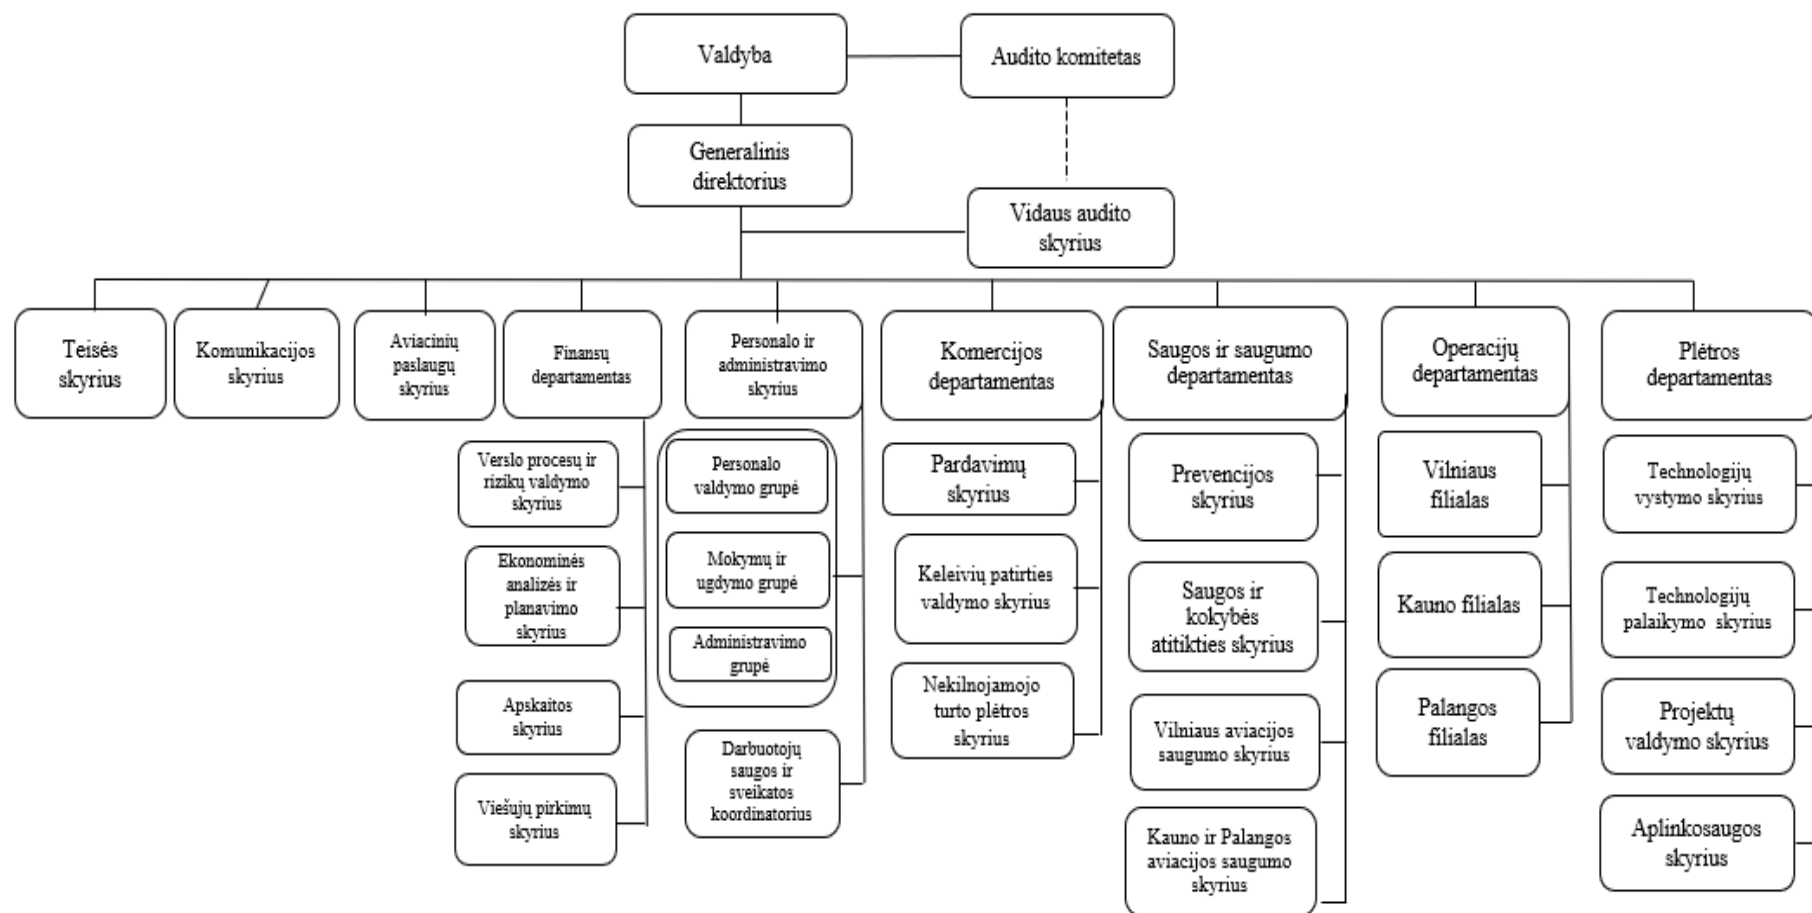 Valdyba
Audito komitetas
Generalinis
direktorius
Vidaus audito
skyrius
Teisės
skyrius
Komunikacijos
skyrius
Aviacinių
paslaugų
skyrius
Finansų
departamentas
Personalo ir
administravimo
skyrius
Komercijos
departamentas
Saugos ir saugumo
departamentas
Operacijų
departamentas
Plėtros
departamentas
Verslo procesų ir
rizikų valdymo
skyrius
Ekonominės
analizės ir
planavimo
skyrius
Apskaitos
skyrius
Viešųjų pirkimų
skyrius
Personalo
valdymo grupė
Mokymų ir
ugdymo grupė
Administravimo
grupė
Darbuotojų
saugos ir
sveikatos
koordinatorius
Pardavimų
skyrius
Keleivių patirties
valdymo skyrius
Nekilnojamojo
turto plėtros
skyrius
Prevencijos
skyrius
Saugos ir
kokybės
atitikties skyrius
Vilniaus aviacijos
saugumo skyrius
Kauno ir Palangos
aviacijos saugumo
skyrius
Vilniaus
filialas
Kauno filialas
Palangos
filialas
Technologijų
vystymo skyrius
Technologijų
palaikymo skyrius
Projektų
valdymo skyrius
Aplinkosaugos
skyrius